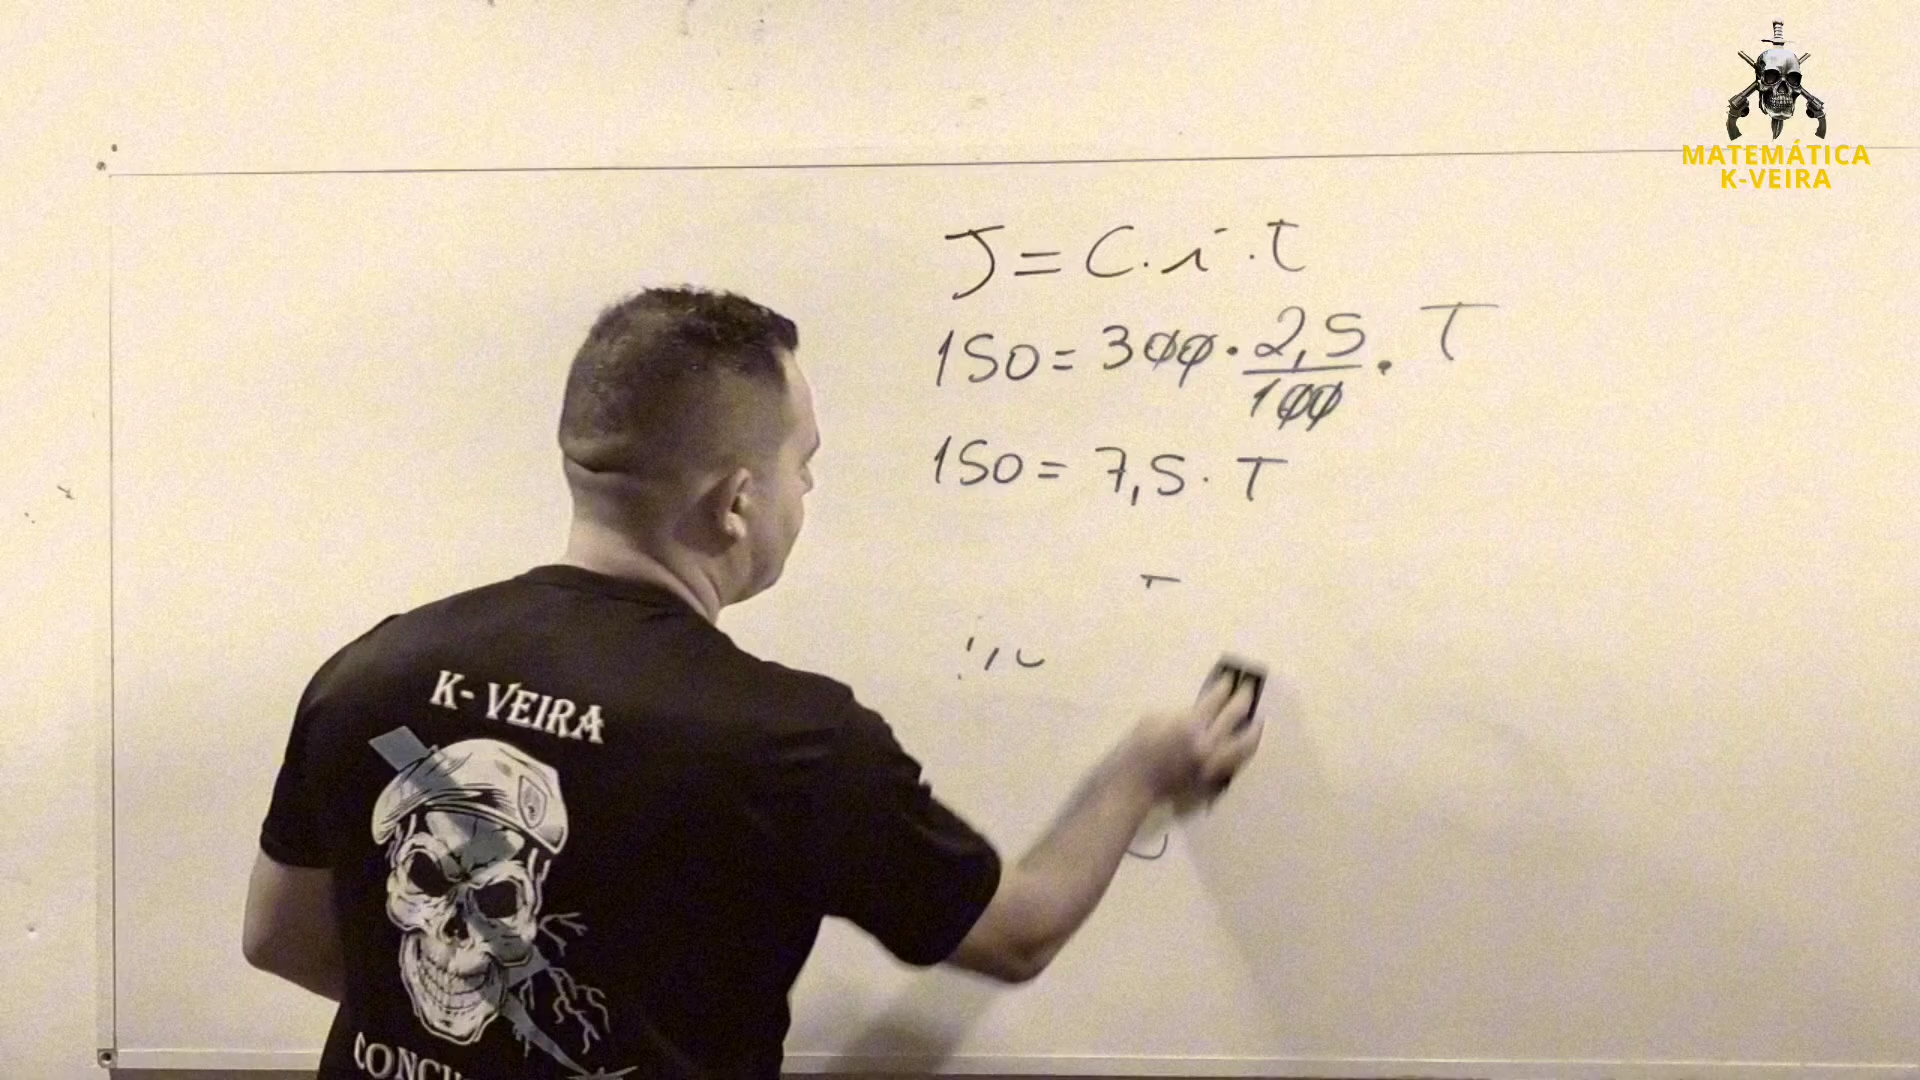 MATEMÁTICA
K-VEIRA
J = C . i . t
150 = 300 . 2,5/100 . T
150 = 7,5 . T
K- VEIRA